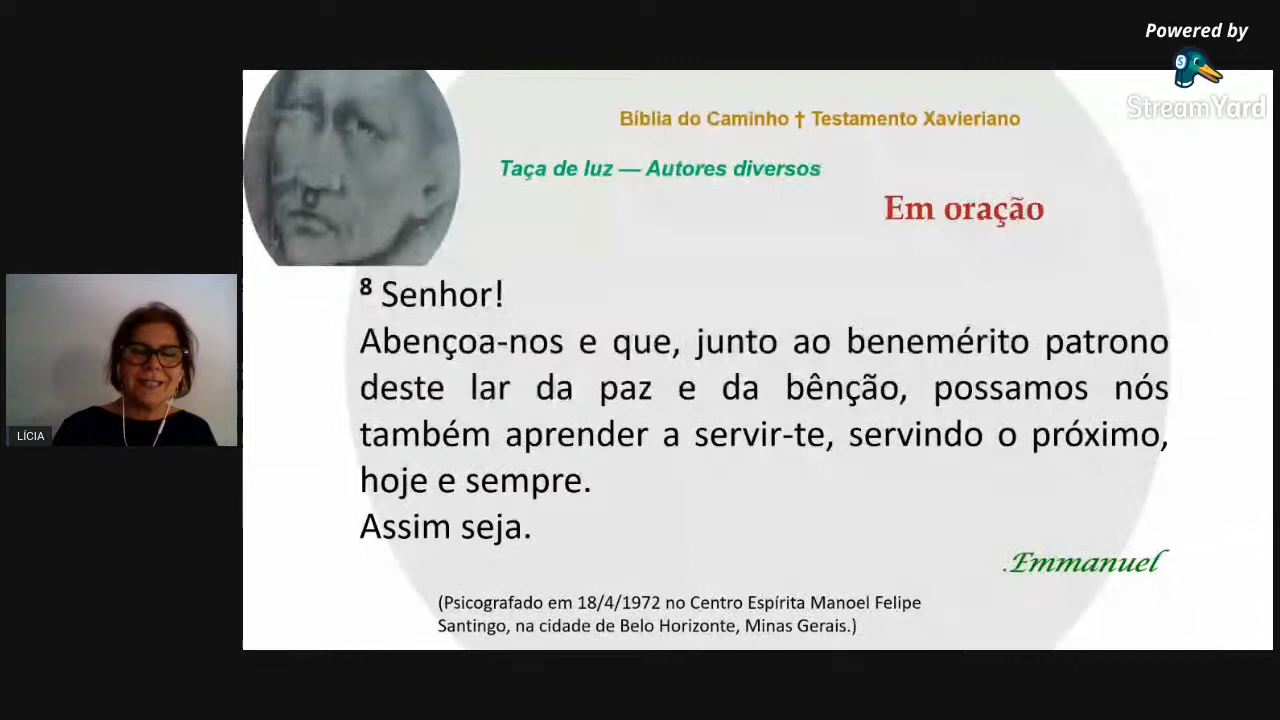 Powered by
StreamYard
Bíblia do Caminho † Testamento Xavieriano
Taça de luz — Autores diversos
Em oração
8 Senhor!
Abençoa-nos e que, junto ao benemérito patrono
deste lar da paz e da bênção, possamos nós
também aprender a servir-te, servindo o próximo,
hoje e sempre.
Assim seja.
.Emmanuel
(Psicografado em 18/4/1972 no Centro Espírita Manoel Felipe
Santingo, na cidade de Belo Horizonte, Minas Gerais.)
LÍCIA